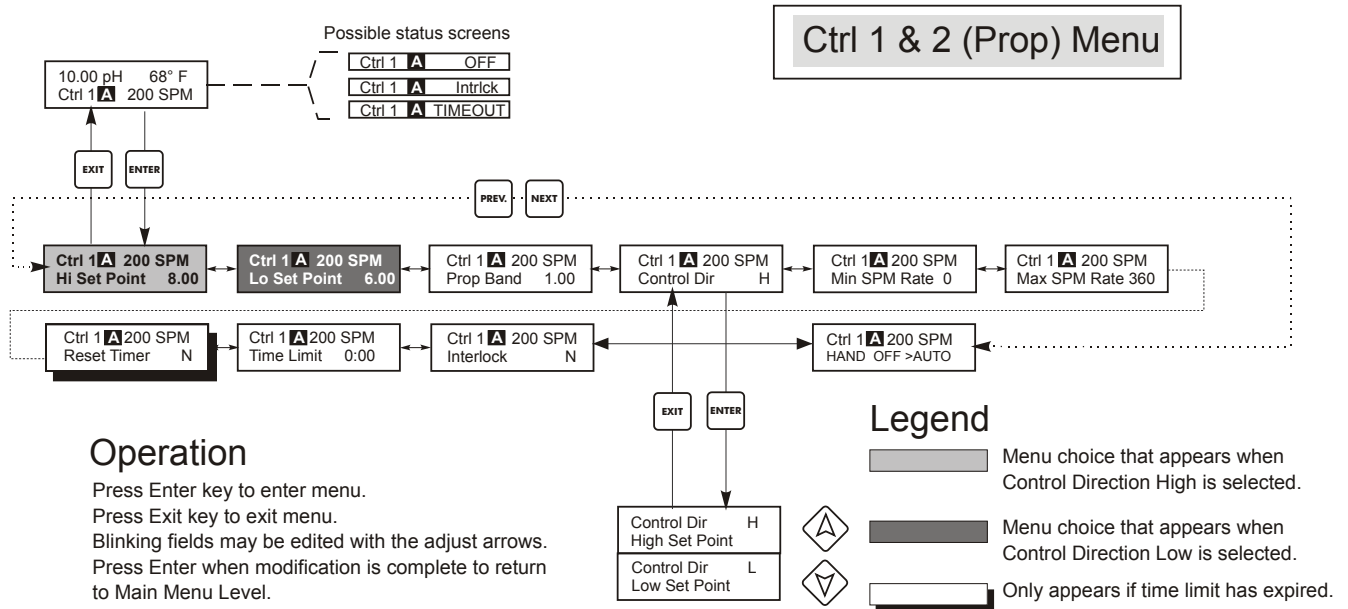 Ctrl 1 & 2 (Prop) Menu
Possible status screens
Ctrl 1 A OFF
Ctrl 1 A Intrlck
Ctrl 1 A TIMEOUT
10.00 pH 68° F
Ctrl 1 A 200 SPM
EXIT
ENTER
PREV.
NEXT
Ctrl 1 A 200 SPM
Hi Set Point 8.00
Ctrl 1 A 200 SPM
Lo Set Point 6.00
Ctrl 1 A 200 SPM
Prop Band 1.00
Ctrl 1 A 200 SPM
Control Dir H
Ctrl 1 A 200 SPM
Min SPM Rate 0
Ctrl 1 A 200 SPM
Max SPM Rate 360
Ctrl 1 A 200 SPM
Reset Timer N
Ctrl 1 A 200 SPM
Time Limit 0:00
Ctrl 1 A 200 SPM
Interlock N
Ctrl 1 A 200 SPM
HAND OFF >AUTO
EXIT
ENTER
Control Dir H
High Set Point
Control Dir L
Low Set Point
Operation
Press Enter key to enter menu.
Press Exit key to exit menu.
Blinking fields may be edited with the adjust arrows.
Press Enter when modification is complete to return
to Main Menu Level.
Legend
Menu choice that appears when
Control Direction High is selected.
Menu choice that appears when
Control Direction Low is selected.
Only appears if time limit has expired.